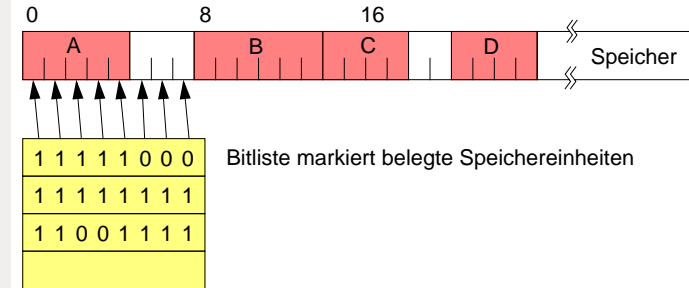 0 8 16
A B C D Speicher
1 1 1 1 1 0 0 0 Bitliste markiert belegte Speichereinheiten
1 1 1 1 1 1 1 1
1 1 0 0 1 1 1 1